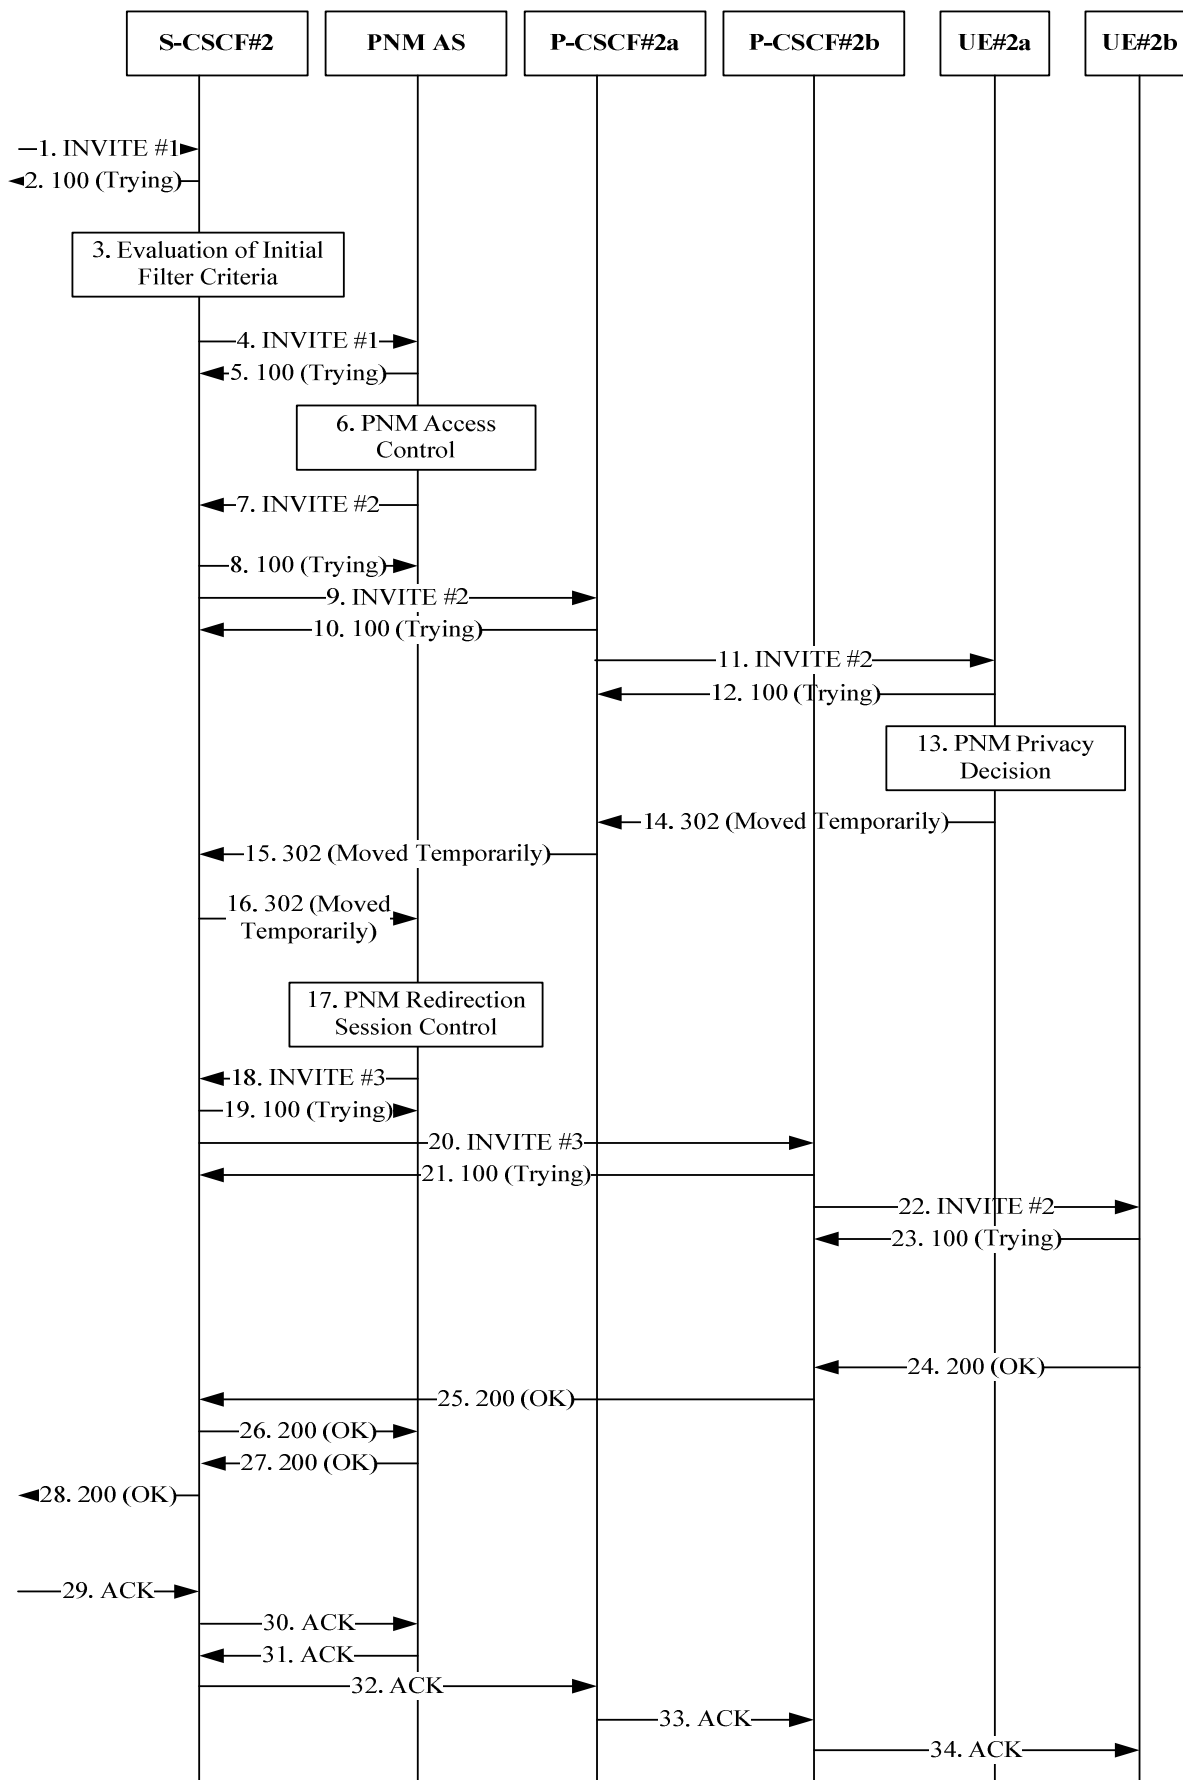 S-CSCF#2
PNM AS
P-CSCF#2a
P-CSCF#2b
UE#2a
UE#2b
1. INVITE #1
2. 100 (Trying)
3. Evaluation of Initial
Filter Criteria
4. INVITE #1
5. 100 (Trying)
6. PNM Access
Control
7. INVITE #2
8. 100 (Trying)
9. INVITE #2
10. 100 (Trying)
11. INVITE #2
12. 100 (Trying)
13. PNM Privacy
Decision
14. 302 (Moved Temporarily)
15. 302 (Moved Temporarily)
16. 302 (Moved
Temporarily)
17. PNM Redirection
Session Control
18. INVITE #3
19. 100 (Trying)
20. INVITE #3
21. 100 (Trying)
22. INVITE #2
23. 100 (Trying)
24. 200 (OK)
25. 200 (OK)
26. 200 (OK)
27. 200 (OK)
28. 200 (OK)
29. ACK
30. ACK
31. ACK
32. ACK
33. ACK
34. ACK